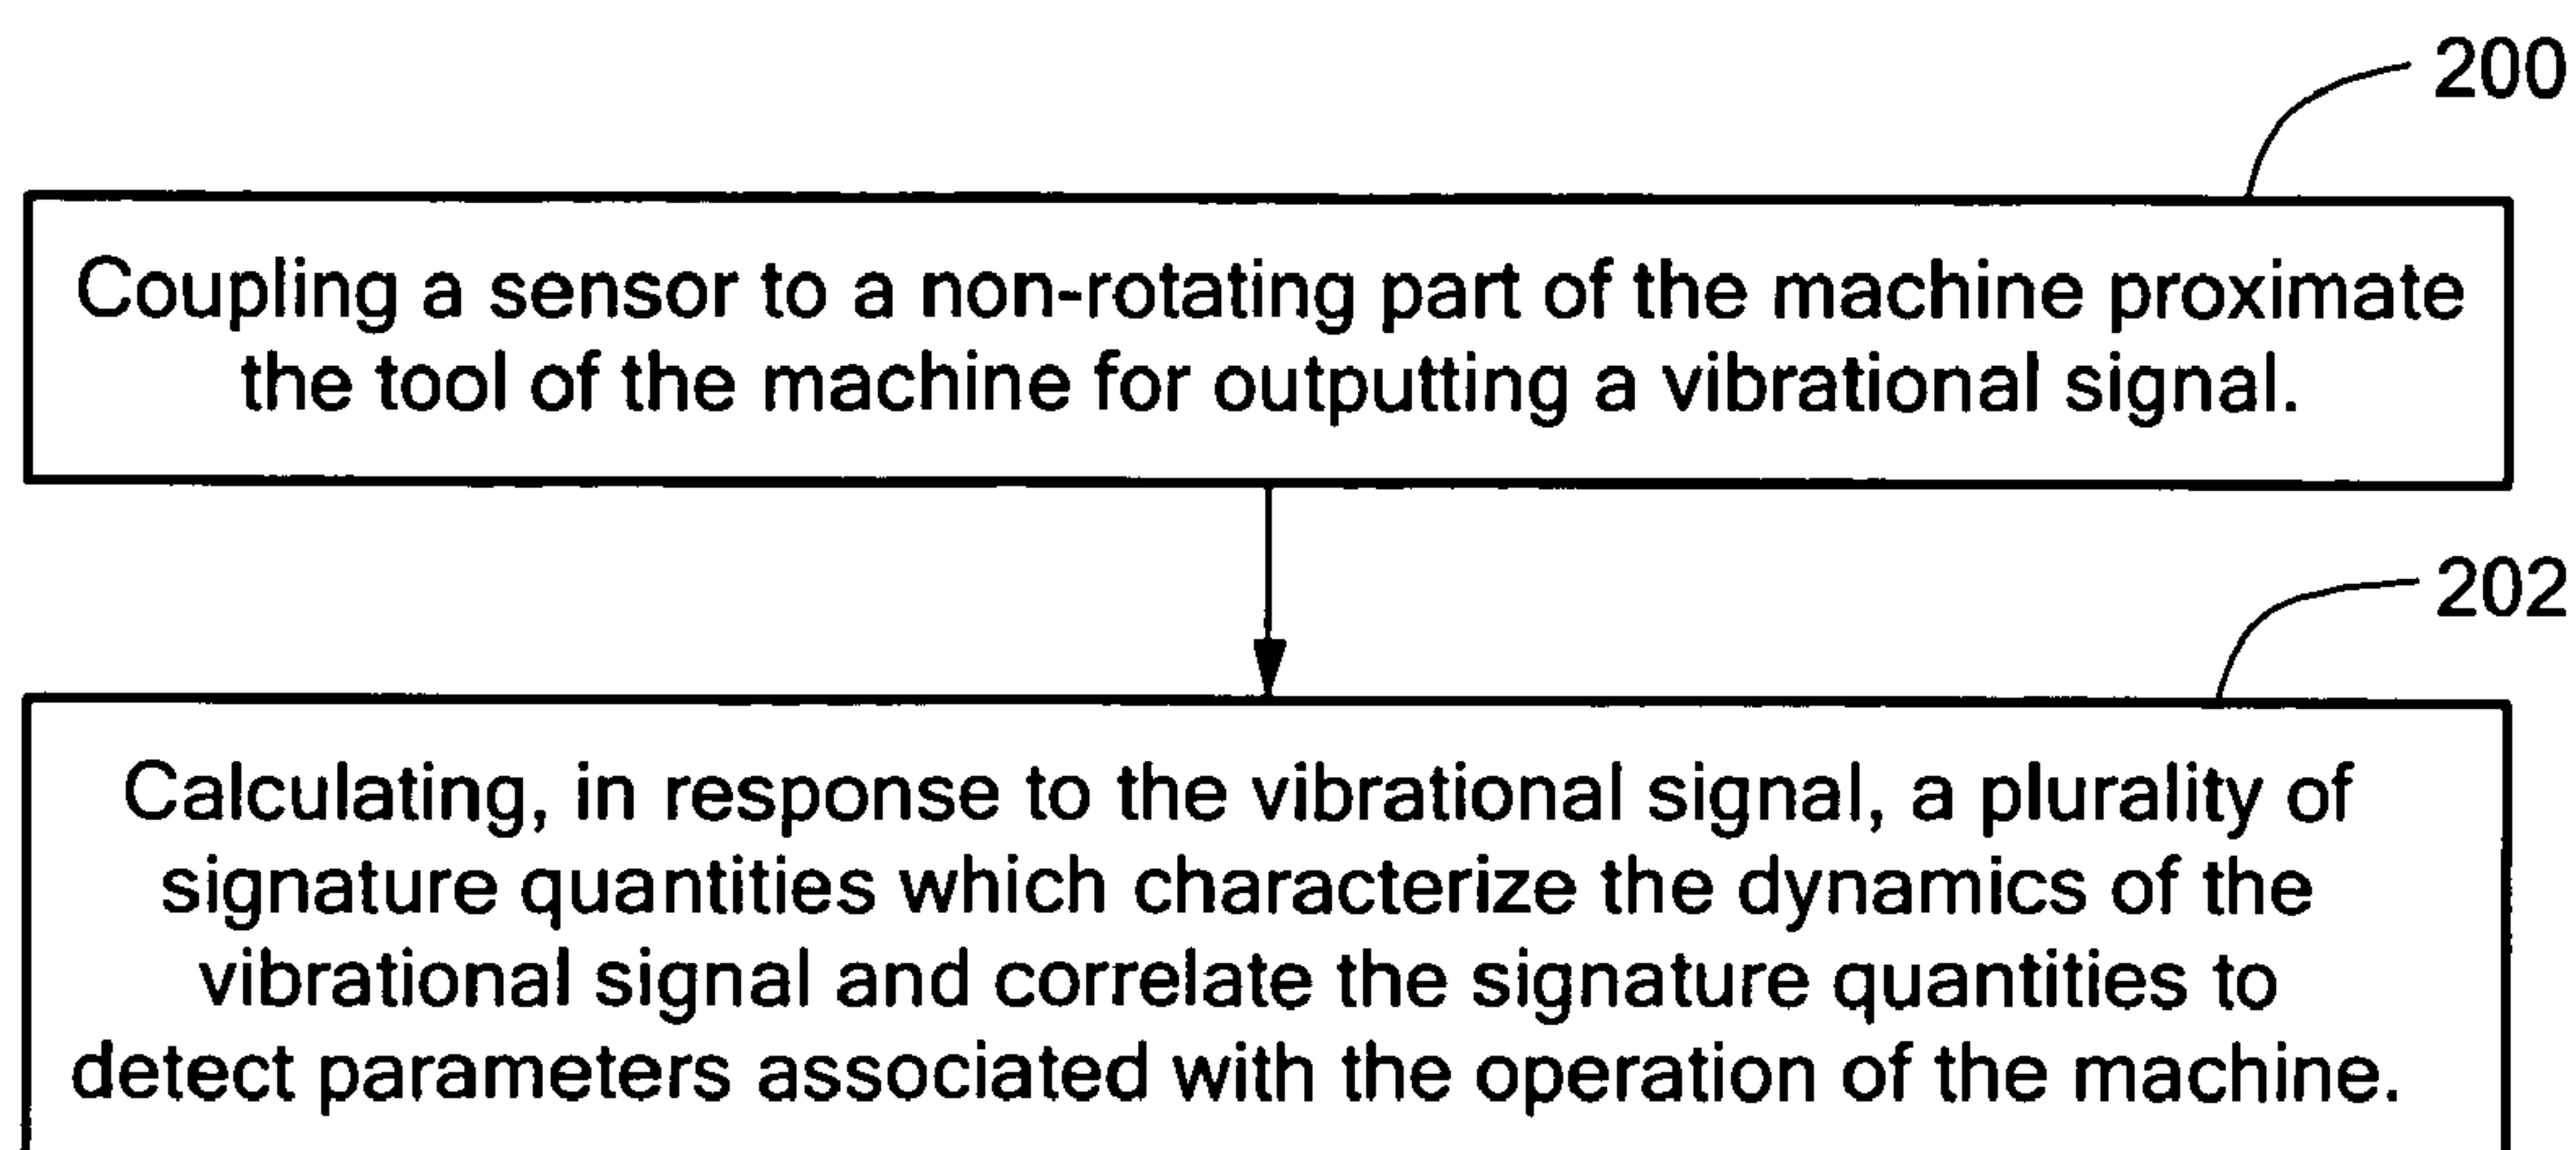 200
Coupling a sensor to a non-rotating part of the machine proximate
the tool of the machine for outputting a vibrational signal.
202
Calculating, in response to the vibrational signal, a plurality of
signature quantities which characterize the dynamics of the
vibrational signal and correlate the signature quantities to
detect parameters associated with the operation of the machine.